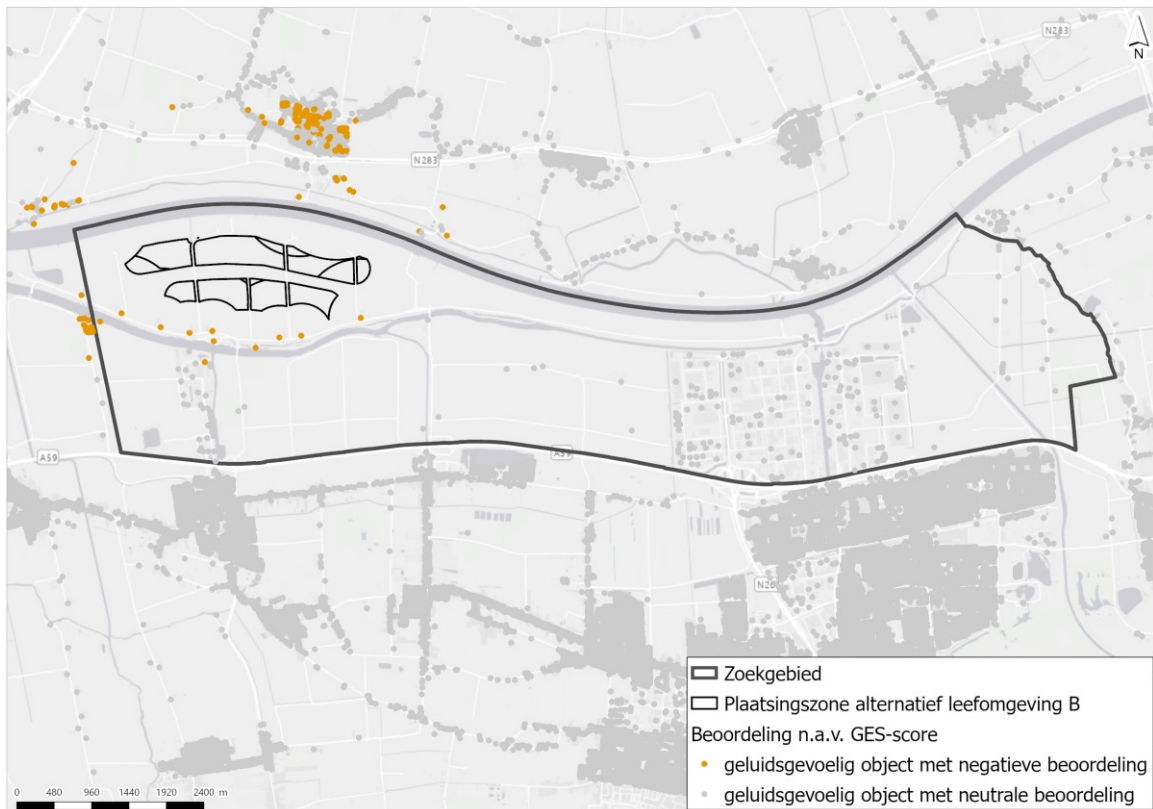 N283
N
N283
A59
A59
N26
Zoekgebied
Plaatsingszone alternatief leefomgeving B
Beoordeling n.a.v. GES-score
geluidsgevoelig object met negatieve beoordeling
geluidsgevoelig object met neutrale beoordeling
0 480 960 1440 1920 2400 m